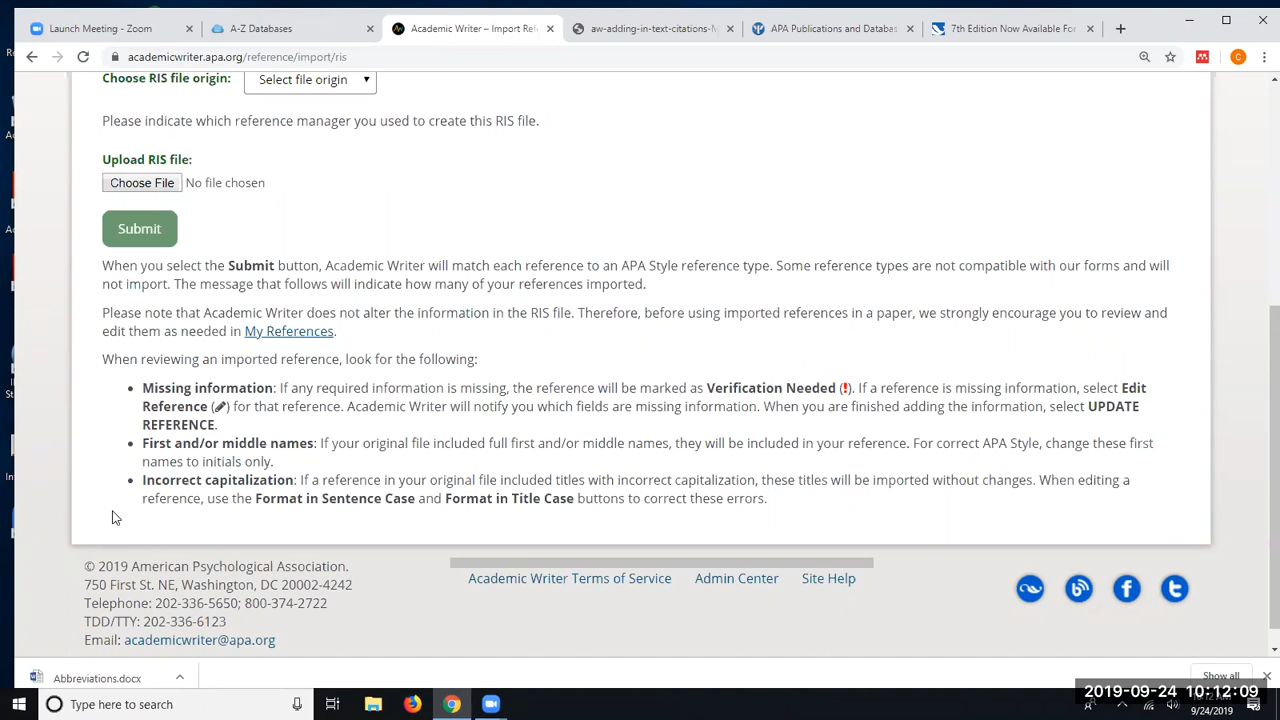 Launch Meeting - Zoom
A-Z Databases
Academic Writer – Import Ref
aw-adding-in-text-citations-
APA Publications and Databas
7th Edition Now Available For
academicwriter.apa.org/reference/import/ris
Choose RIS file origin:
Select file origin
Please indicate which reference manager you used to create this RIS file.
Upload RIS file:
Choose File No file chosen
Submit
When you select the Submit button, Academic Writer will match each reference to an APA Style reference type. Some reference types are not compatible with our forms and will
not import. The message that follows will indicate how many of your references imported.
Please note that Academic Writer does not alter the information in the RIS file. Therefore, before using imported references in a paper, we strongly encourage you to review and
edit them as needed in My References.
When reviewing an imported reference, look for the following:
Missing information: If any required information is missing, the reference will be marked as Verification Needed (!). If a reference is missing information, select Edit
Reference ( ) for that reference. Academic Writer will notify you which fields are missing information. When you are finished adding the information, select UPDATE
REFERENCE.
First and/or middle names: If your original file included full first and/or middle names, they will be included in your reference. For correct APA Style, change these first
names to initials only.
Incorrect capitalization: If a reference in your original file included titles with incorrect capitalization, these titles will be imported without changes. When editing a
reference, use the Format in Sentence Case and Format in Title Case buttons to correct these errors.
© 2019 American Psychological Association.
750 First St. NE, Washington, DC 20002-4242
Telephone: 202-336-5650; 800-374-2722
TDD/TTY: 202-336-6123
Email: academicwriter@apa.org
Academic Writer Terms of Service
Admin Center
Site Help
Abbreviations.docx
Show all
Type here to search
2019-09-24 10:12:09
9/24/2019